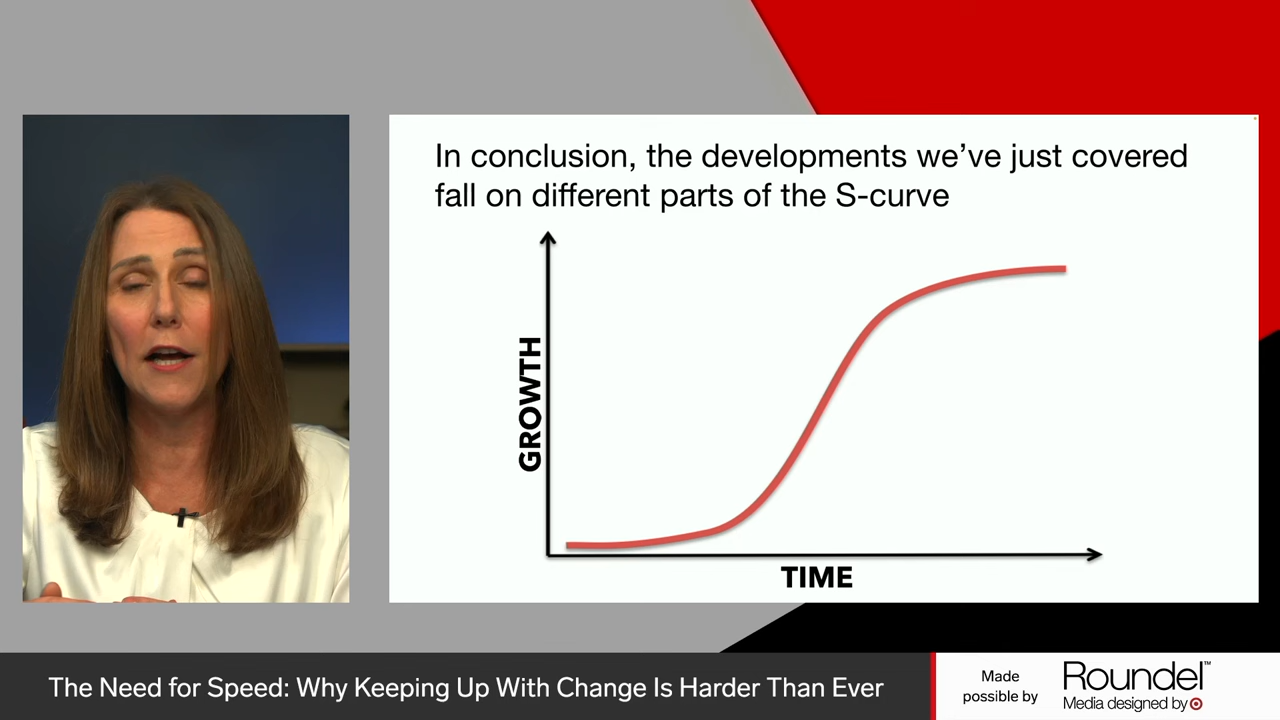 In conclusion, the developments we’ve just covered
fall on different parts of the S-curve
GROWTH
TIME
The Need for Speed: Why Keeping Up With Change Is Harder Than Ever
Made
possible by
Roundel™
Media designed by